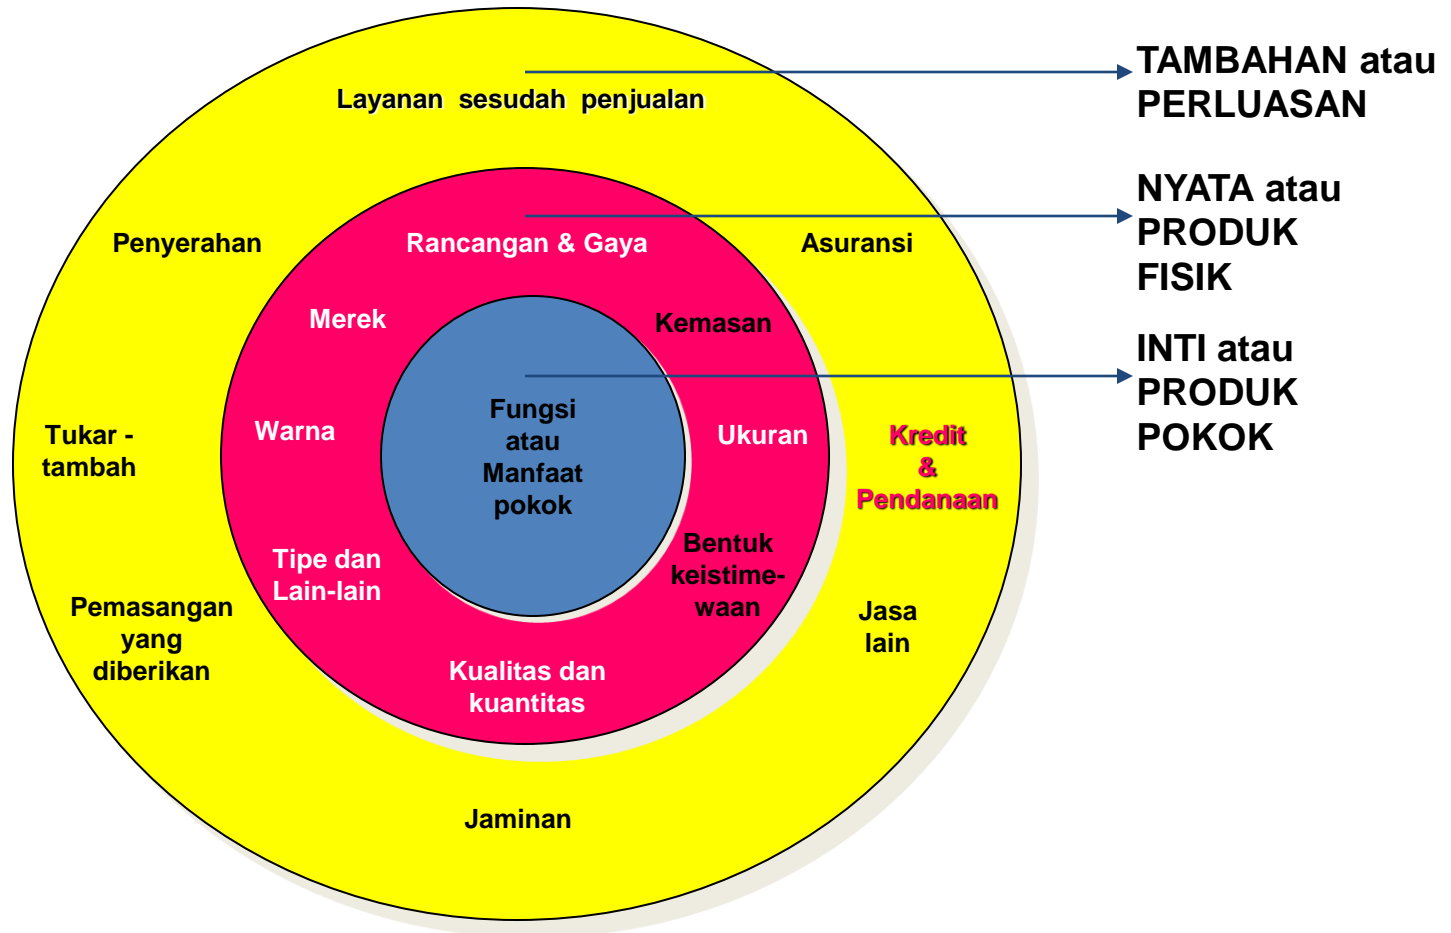 TAMBAHAN atau
PERLUASAN
Layanan sesudah penjualan
NYATA atau
PRODUK
FISIK
Penyerahan
Rancangan & Gaya
Asuransi
Merek
Kemasan
INTI atau
PRODUK
POKOK
Fungsi
atau
Manfaat
pokok
Tukar -
tambah
Warna
Ukuran
Kredit
&
Pendanaan
Tipe dan
Lain-lain
Bentuk
keistime-
waan
Pemasangan
yang
diberikan
Jasa
lain
Kualitas dan
kuantitas
Jaminan